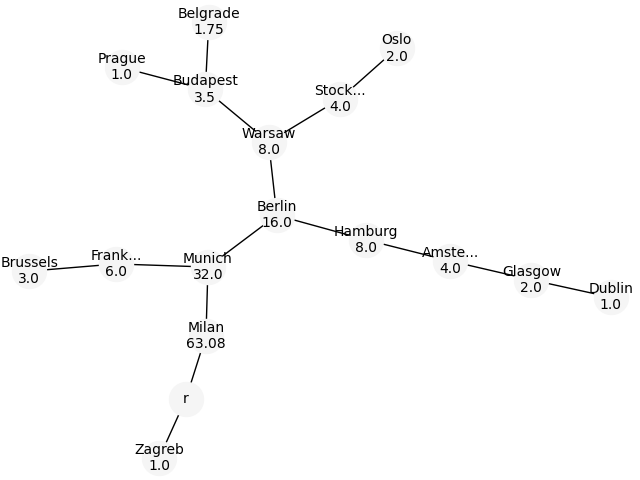 Belgrade
1.75
Oslo
2.0
Prague
1.0
Budapest
3.5
Stock...
4.0
Warsaw
8.0
Berlin
16.0
Hamburg
8.0
Amste...
4.0
Glasgow
2.0
Dublin
1.0
Brussels
3.0
Frank...
6.0
Munich
32.0
Milan
63.08
r
Zagreb
1.0